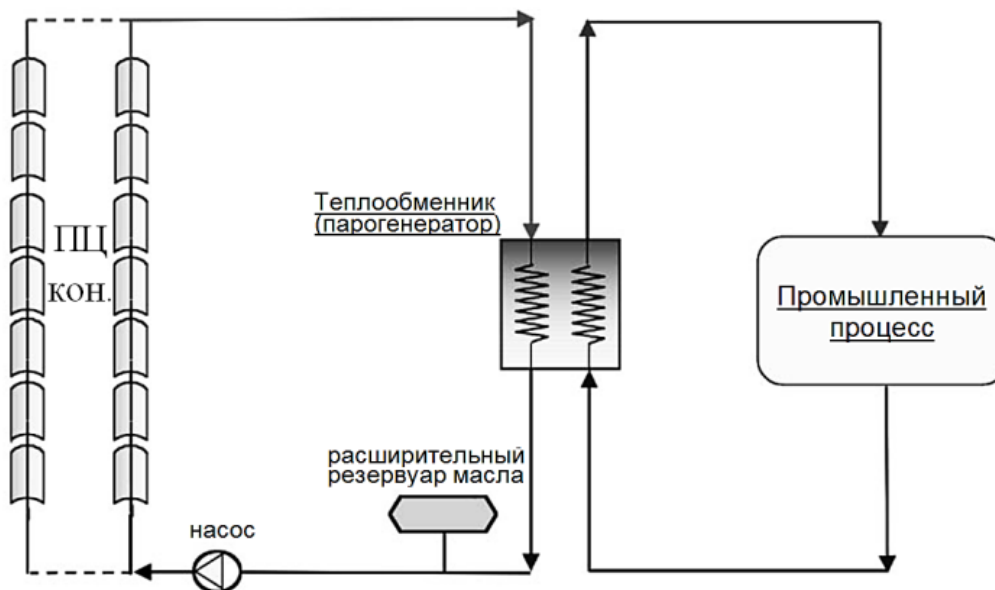 Теплообменник
(парогенератор)
ПЦ
кон.
Промышленный
процесс
расширительный
резервуар масла
насос